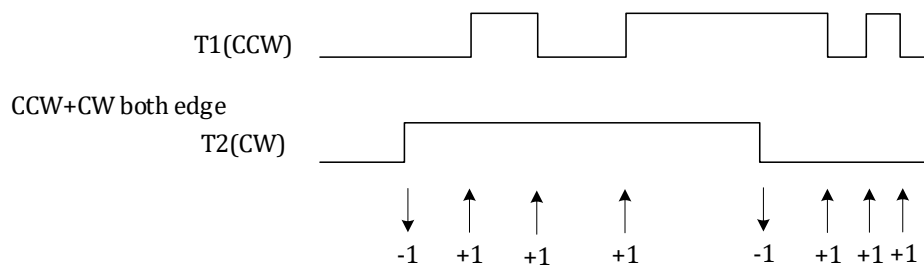 T1(CCW)
CCW+CW both edge
T2(CW)
-1 +1 +1 +1 -1 +1 +1 +1